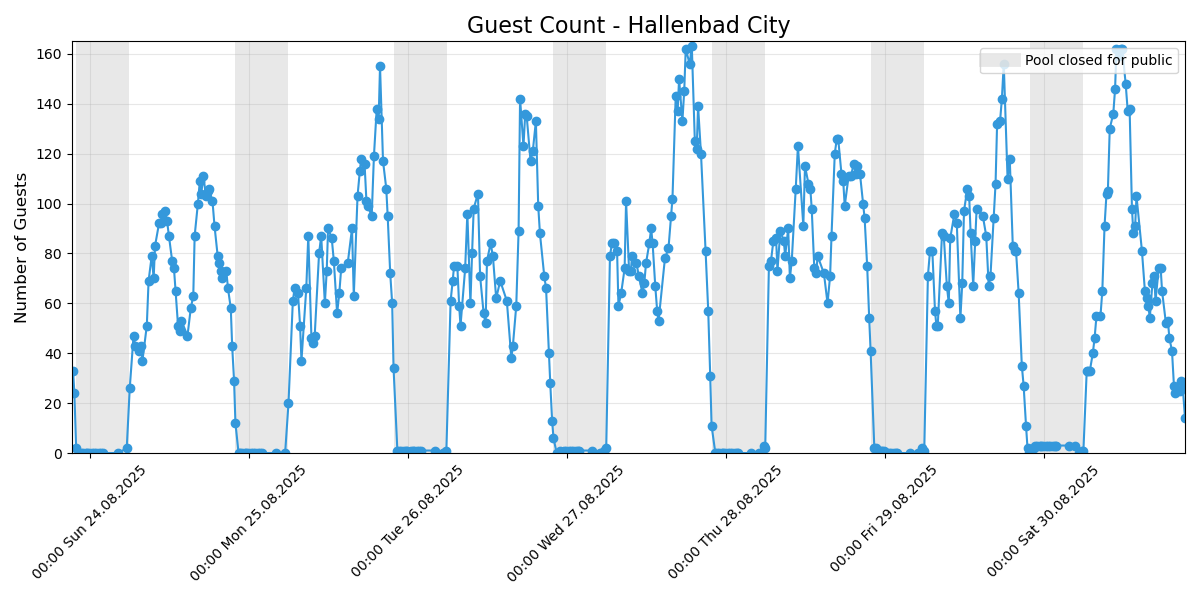 Guest Count - Hallenbad City
Pool closed for public
Number of Guests
160
140
120
100
80
60
40
20
0
00:00 Sun 24.08.2025
00:00 Mon 25.08.2025
00:00 Tue 26.08.2025
00:00 Wed 27.08.2025
00:00 Thu 28.08.2025
00:00 Fri 29.08.2025
00:00 Sat 30.08.2025